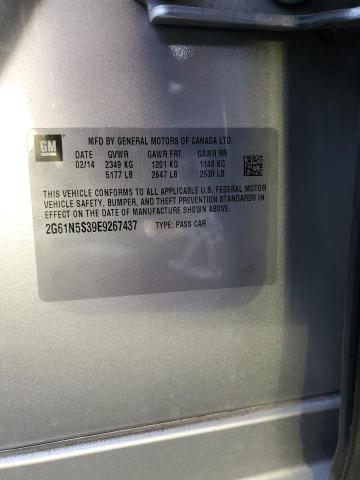 GM
MFD BY GENERAL MOTORS OF CANADA LTD.
DATE GVWR GAWR FRT GAWR RR
02/14 2349 KG 1201 KG 1148 KG
5177 LB 2647 LB 2530 LB
THIS VEHICLE CONFORMS TO ALL APPLICABLE U.S. FEDERAL MOTOR
VEHICLE SAFETY, BUMPER, AND THEFT PREVENTION STANDARDS IN
EFFECT ON THE DATE OF MANUFACTURE SHOWN ABOVE.
2G61N5S39E9267437 TYPE: PASS CAR